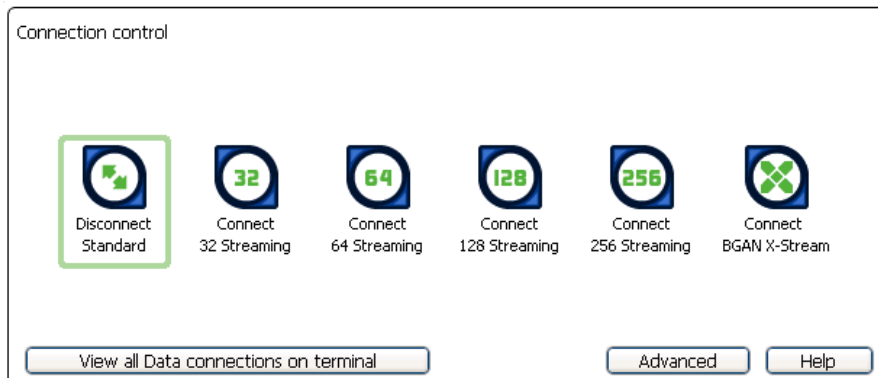 Connection control
32
64
128
256
Disconnect
Standard
Connect
32 Streaming
Connect
64 Streaming
Connect
128 Streaming
Connect
256 Streaming
Connect
BGAN X-Stream
View all Data connections on terminal
Advanced
Help